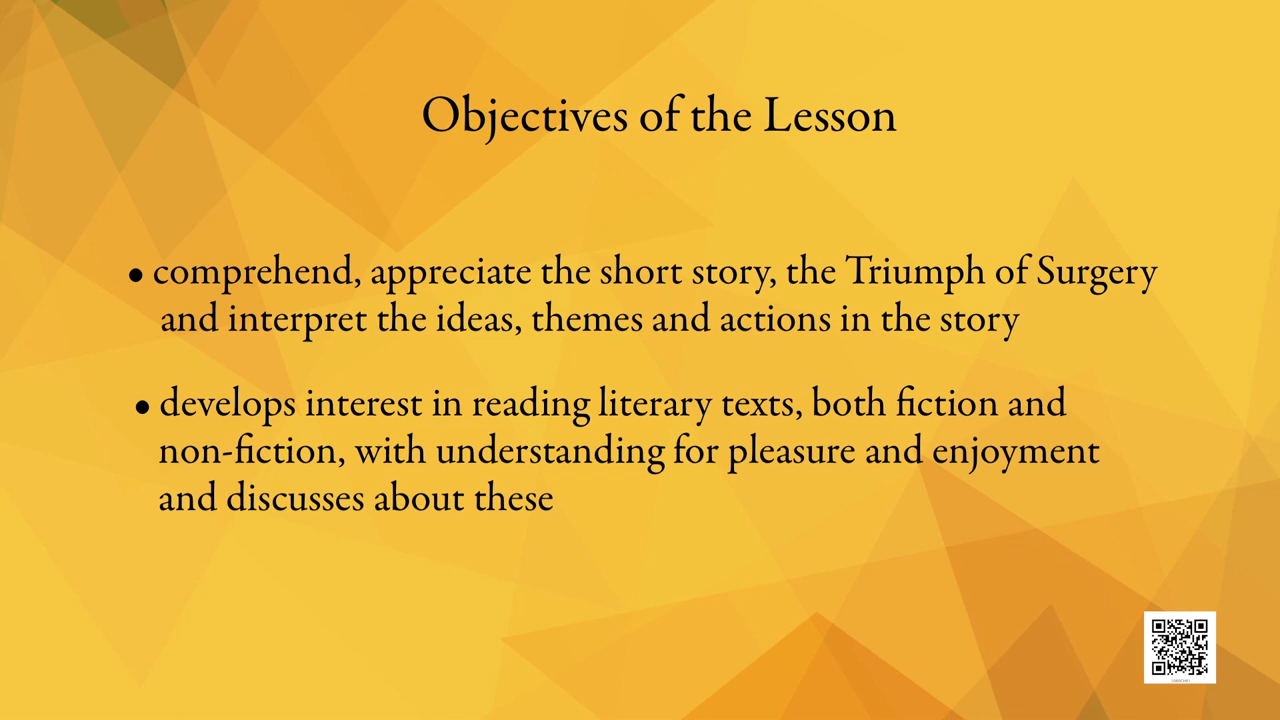 Objectives of the Lesson
• comprehend, appreciate the short story, the Triumph of Surgery
and interpret the ideas, themes and actions in the story
• develops interest in reading literary texts, both fiction and
non-fiction, with understanding for pleasure and enjoyment
and discusses about these